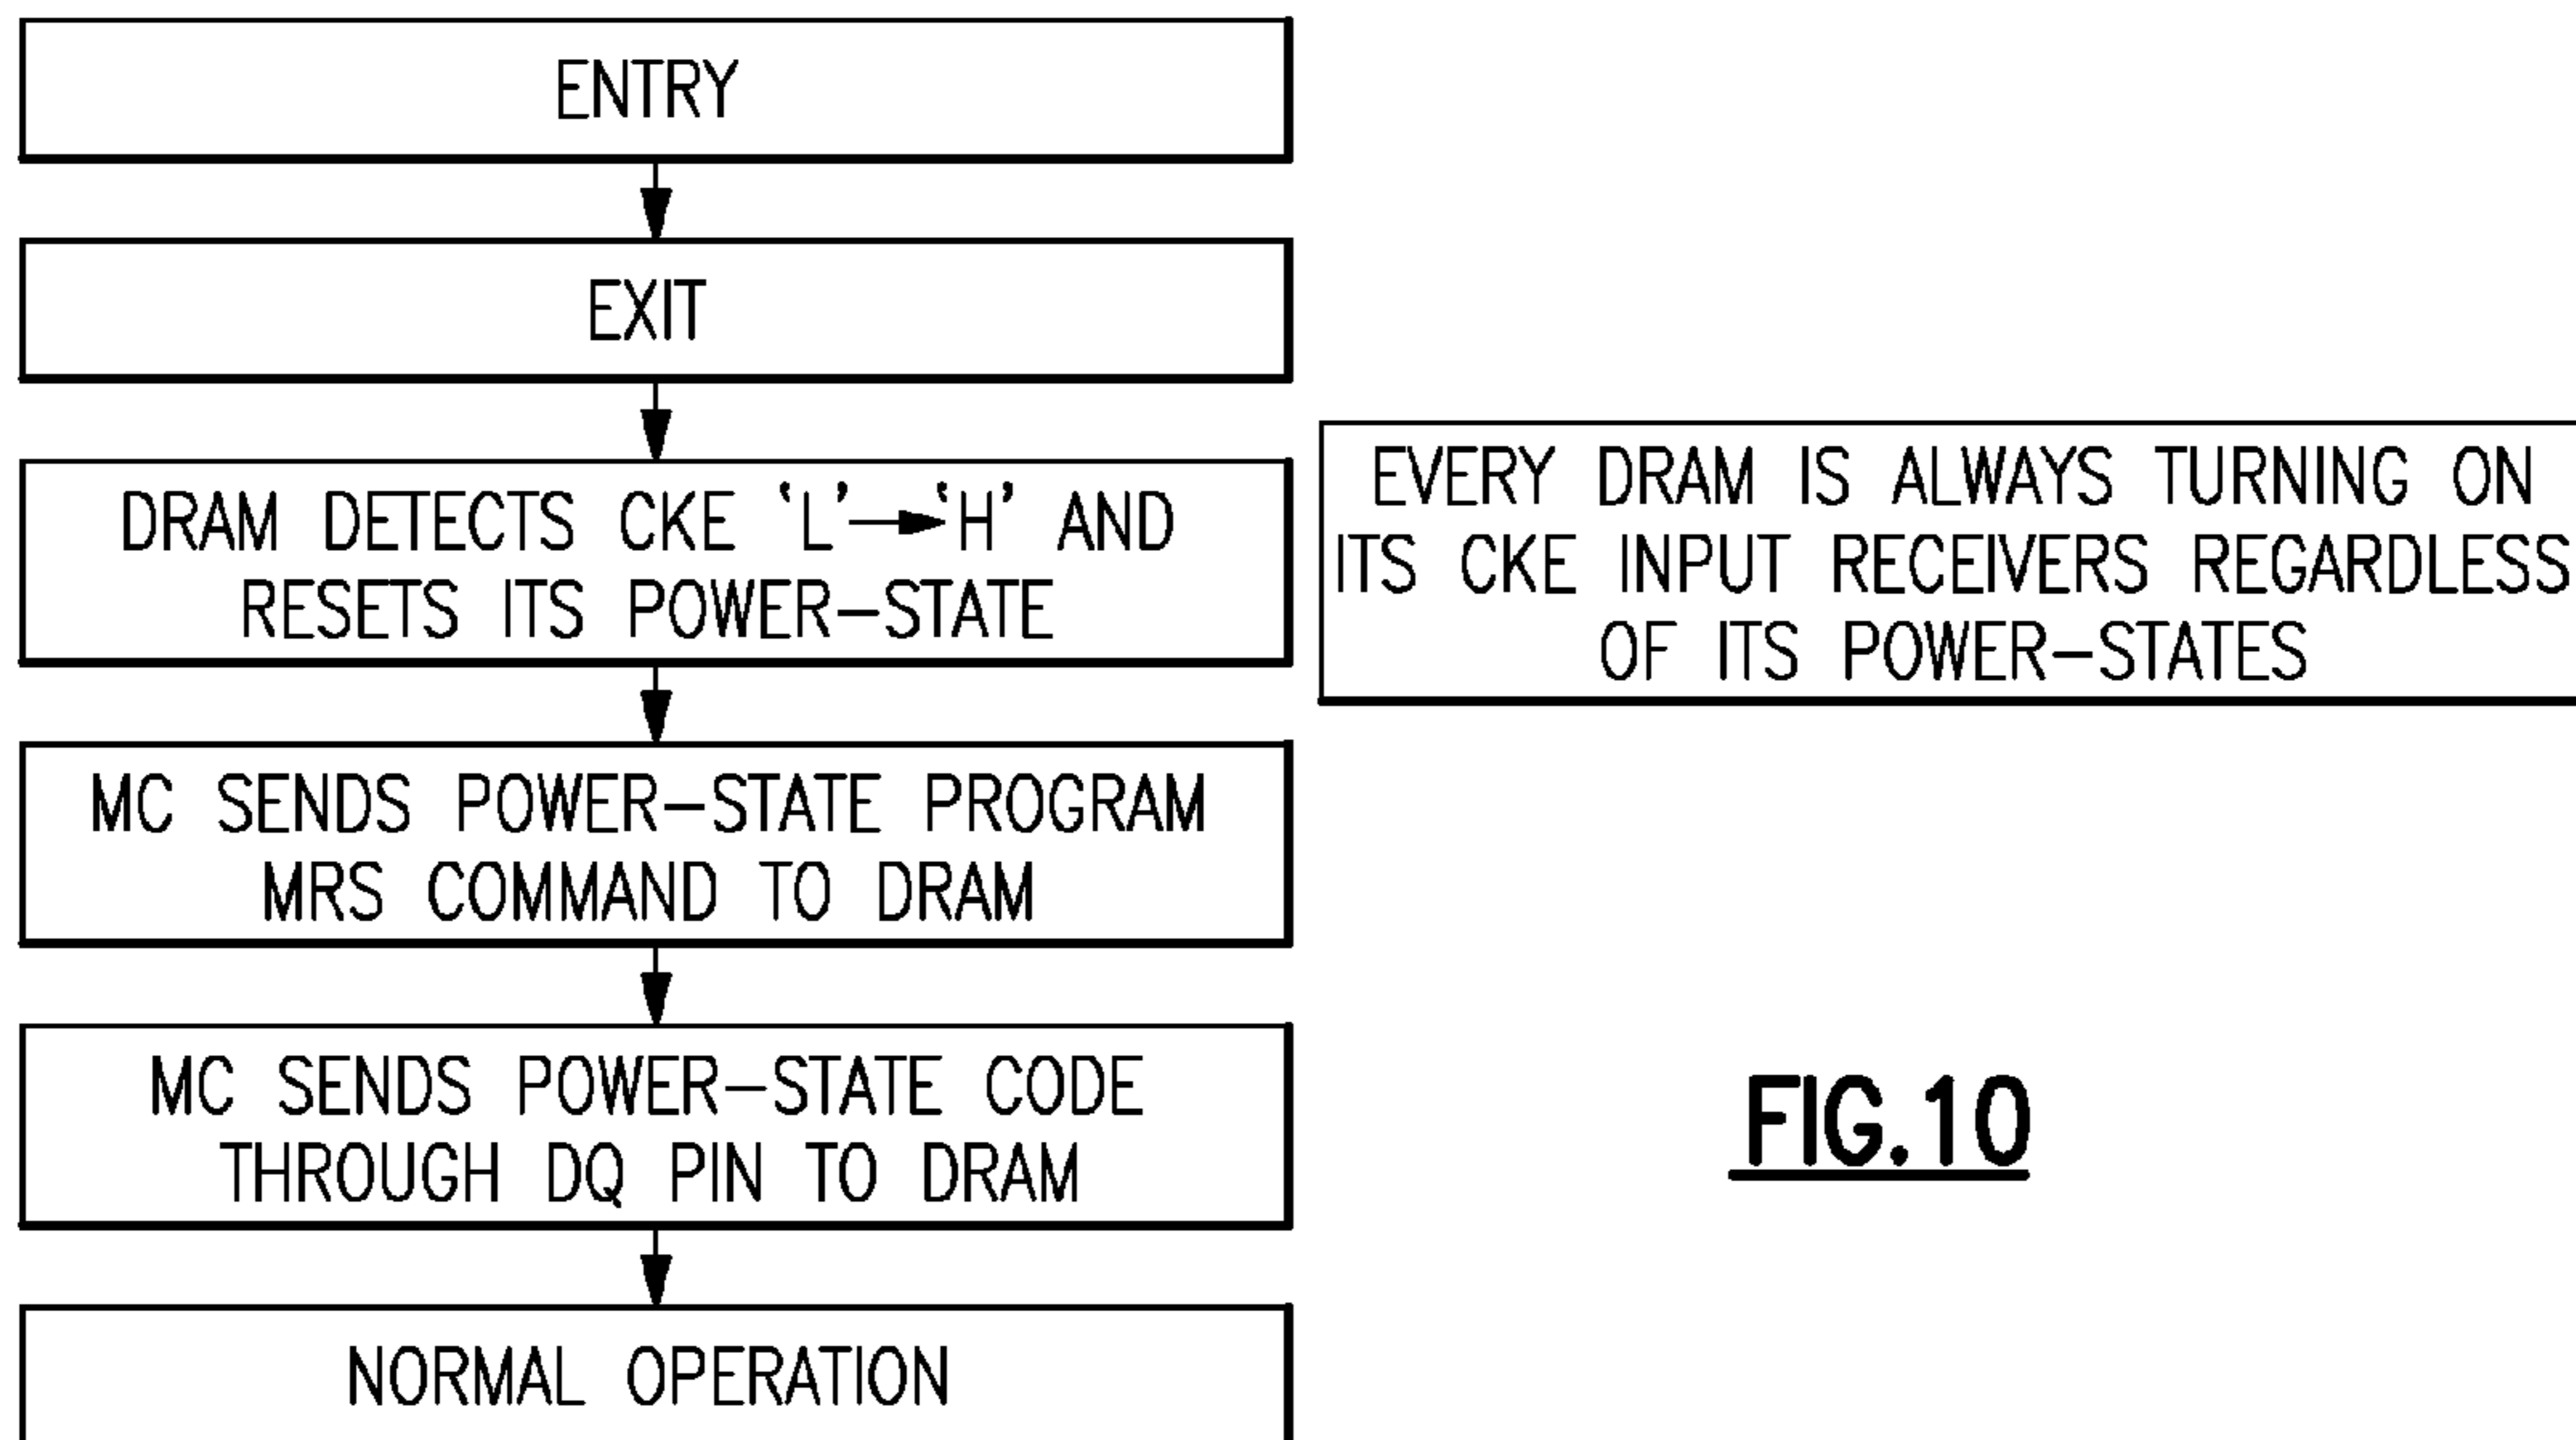 ENTRY
EXIT
DRAM DETECTS CKE ‘L’→‘H’ AND
RESETS ITS POWER-STATE
EVERY DRAM IS ALWAYS TURNING ON
ITS CKE INPUT RECEIVERS REGARDLESS
OF ITS POWER-STATES
MC SENDS POWER-STATE PROGRAM
MRS COMMAND TO DRAM
MC SENDS POWER-STATE CODE
THROUGH DQ PIN TO DRAM
NORMAL OPERATION
FIG.10